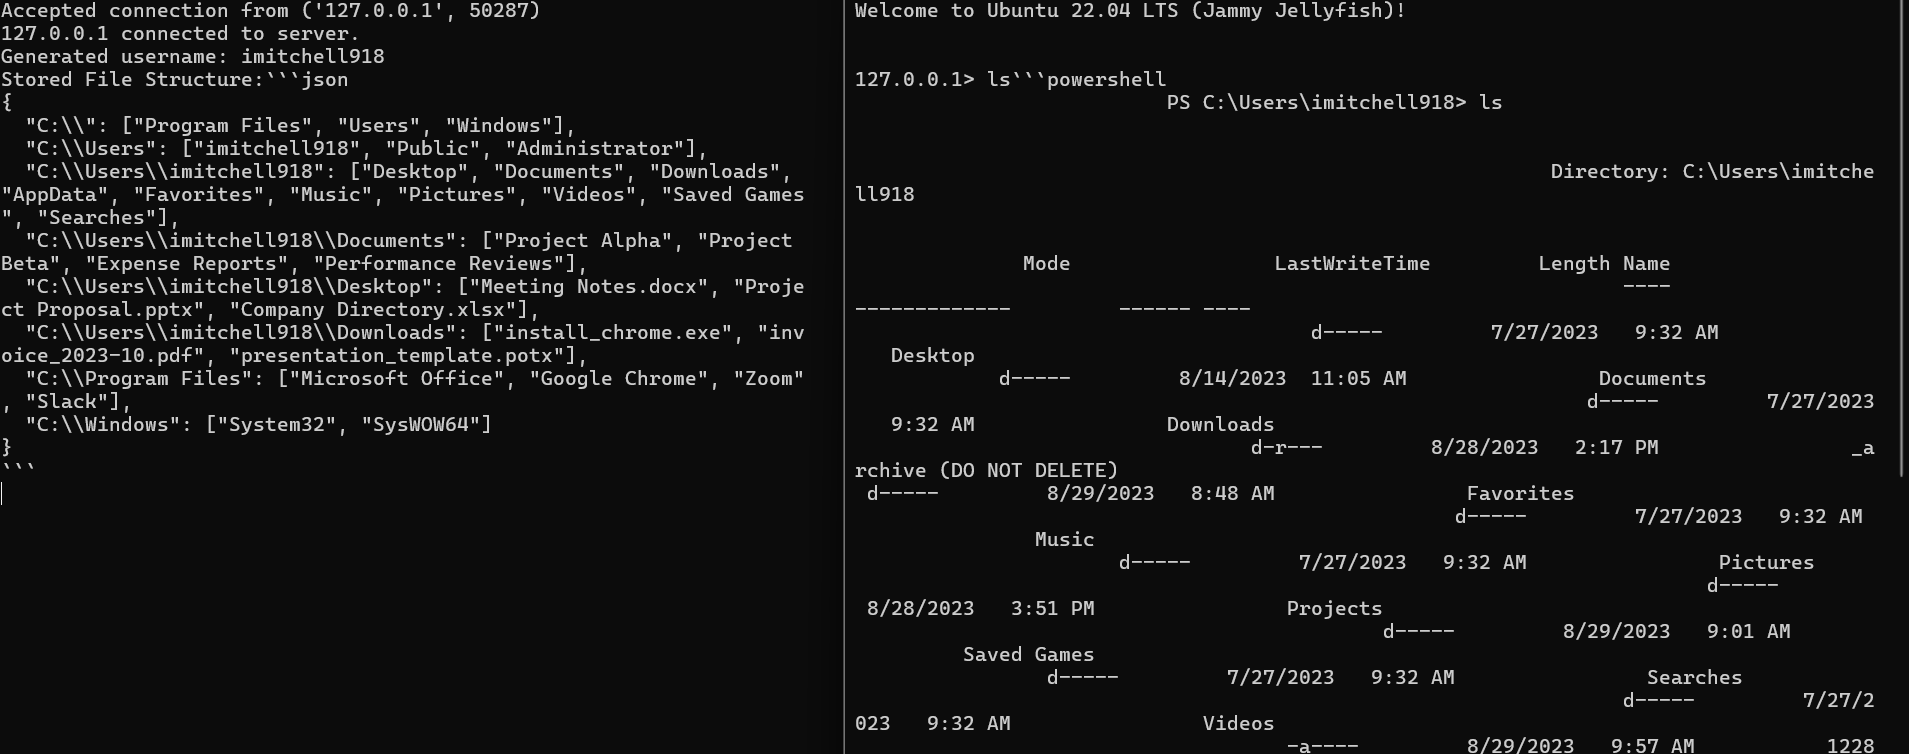 Accepted connection from ('127.0.0.1', 50287)
127.0.0.1 connected to server.
Generated username: imitchell918
Stored File Structure:```json
{
  "C:\\": ["Program Files", "Users", "Windows"],
  "C:\\Users": ["imitchell918", "Public", "Administrator"],
  "C:\\Users\\imitchell918": ["Desktop", "Documents", "Downloads",
"AppData", "Favorites", "Music", "Pictures", "Videos", "Saved Games
", "Searches"],
  "C:\\Users\\imitchell918\\Documents": ["Project Alpha", "Project
Beta", "Expense Reports", "Performance Reviews"],
  "C:\\Users\\imitchell918\\Desktop": ["Meeting Notes.docx", "Proje
ct Proposal.pptx", "Company Directory.xlsx"],
  "C:\\Users\\imitchell918\\Downloads": ["install_chrome.exe", "inv
oice_2023-10.pdf", "presentation_template.potx"],
  "C:\\Program Files": ["Microsoft Office", "Google Chrome", "Zoom"
, "Slack"],
  "C:\\Windows": ["System32", "SysWOW64"]
}
```
Welcome to Ubuntu 22.04 LTS (Jammy Jellyfish)!
127.0.0.1> ls```powershell
PS C:\Users\imitchell918> ls
Directory: C:\Users\imitche
ll918
Mode                 LastWriteTime         Length Name
----
-------------         ------ ----
d-----         7/27/2023   9:32 AM
Desktop
d-----         8/14/2023  11:05 AM                Documents
d-----         7/27/2023
9:32 AM                Downloads
d-r---         8/28/2023   2:17 PM                _a
rchive (DO NOT DELETE)
d-----         8/29/2023   8:48 AM                Favorites
d-----         7/27/2023   9:32 AM
Music
d-----         7/27/2023   9:32 AM                Pictures
d-----
8/28/2023   3:51 PM                Projects
d-----         8/29/2023   9:01 AM
Saved Games
d-----         7/27/2023   9:32 AM                Searches
d-----         7/27/2
023   9:32 AM                Videos
-a----         8/29/2023   9:57 AM           1228